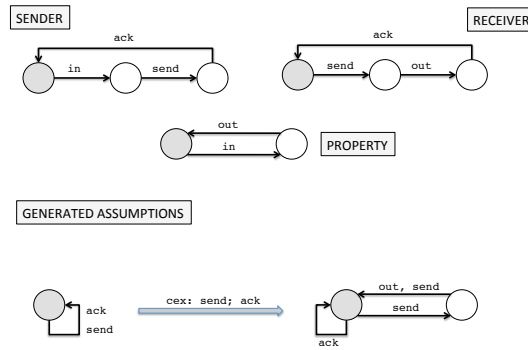 SENDER
RECEIVER
ack
ack
in
send
send
out
out
in
PROPERTY
GENERATED ASSUMPTIONS
cex: send; ack
out, send
ack
send
send
ack